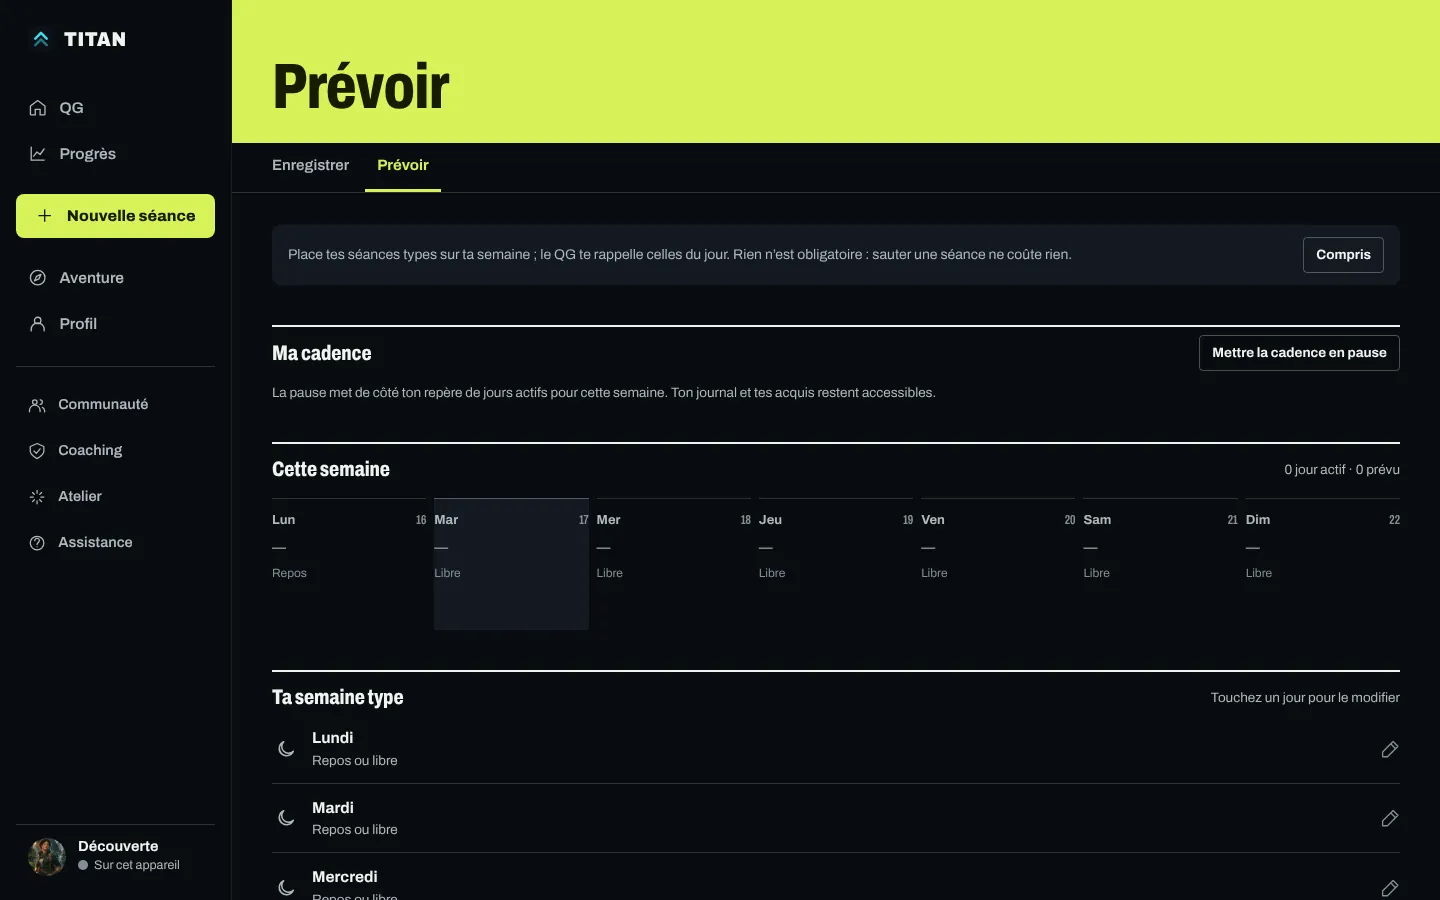 TITAN
QG
Progrès
Nouvelle séance
Aventure
Profil
Communauté
Coaching
Atelier
Assistance
Découverte
Sur cet appareil
Prévoir
Enregistrer
Prévoir
Place tes séances types sur ta semaine ; le QG te rappelle celles du jour. Rien n'est obligatoire : sauter une séance ne coûte rien.
Compris
Ma cadence
Mettre la cadence en pause
La pause met de côté ton repère de jours actifs pour cette semaine. Ton journal et tes acquis restent accessibles.
Cette semaine
0 jour actif · 0 prévu
Lun 16
—
Repos
Mar 17
—
Libre
Mer 18
—
Libre
Jeu 19
—
Libre
Ven 20
—
Libre
Sam 21
—
Libre
Dim 22
—
Libre
Ta semaine type
Touchez un jour pour le modifier
Lundi
Repos ou libre
Mardi
Repos ou libre
Mercredi
Repos ou libre